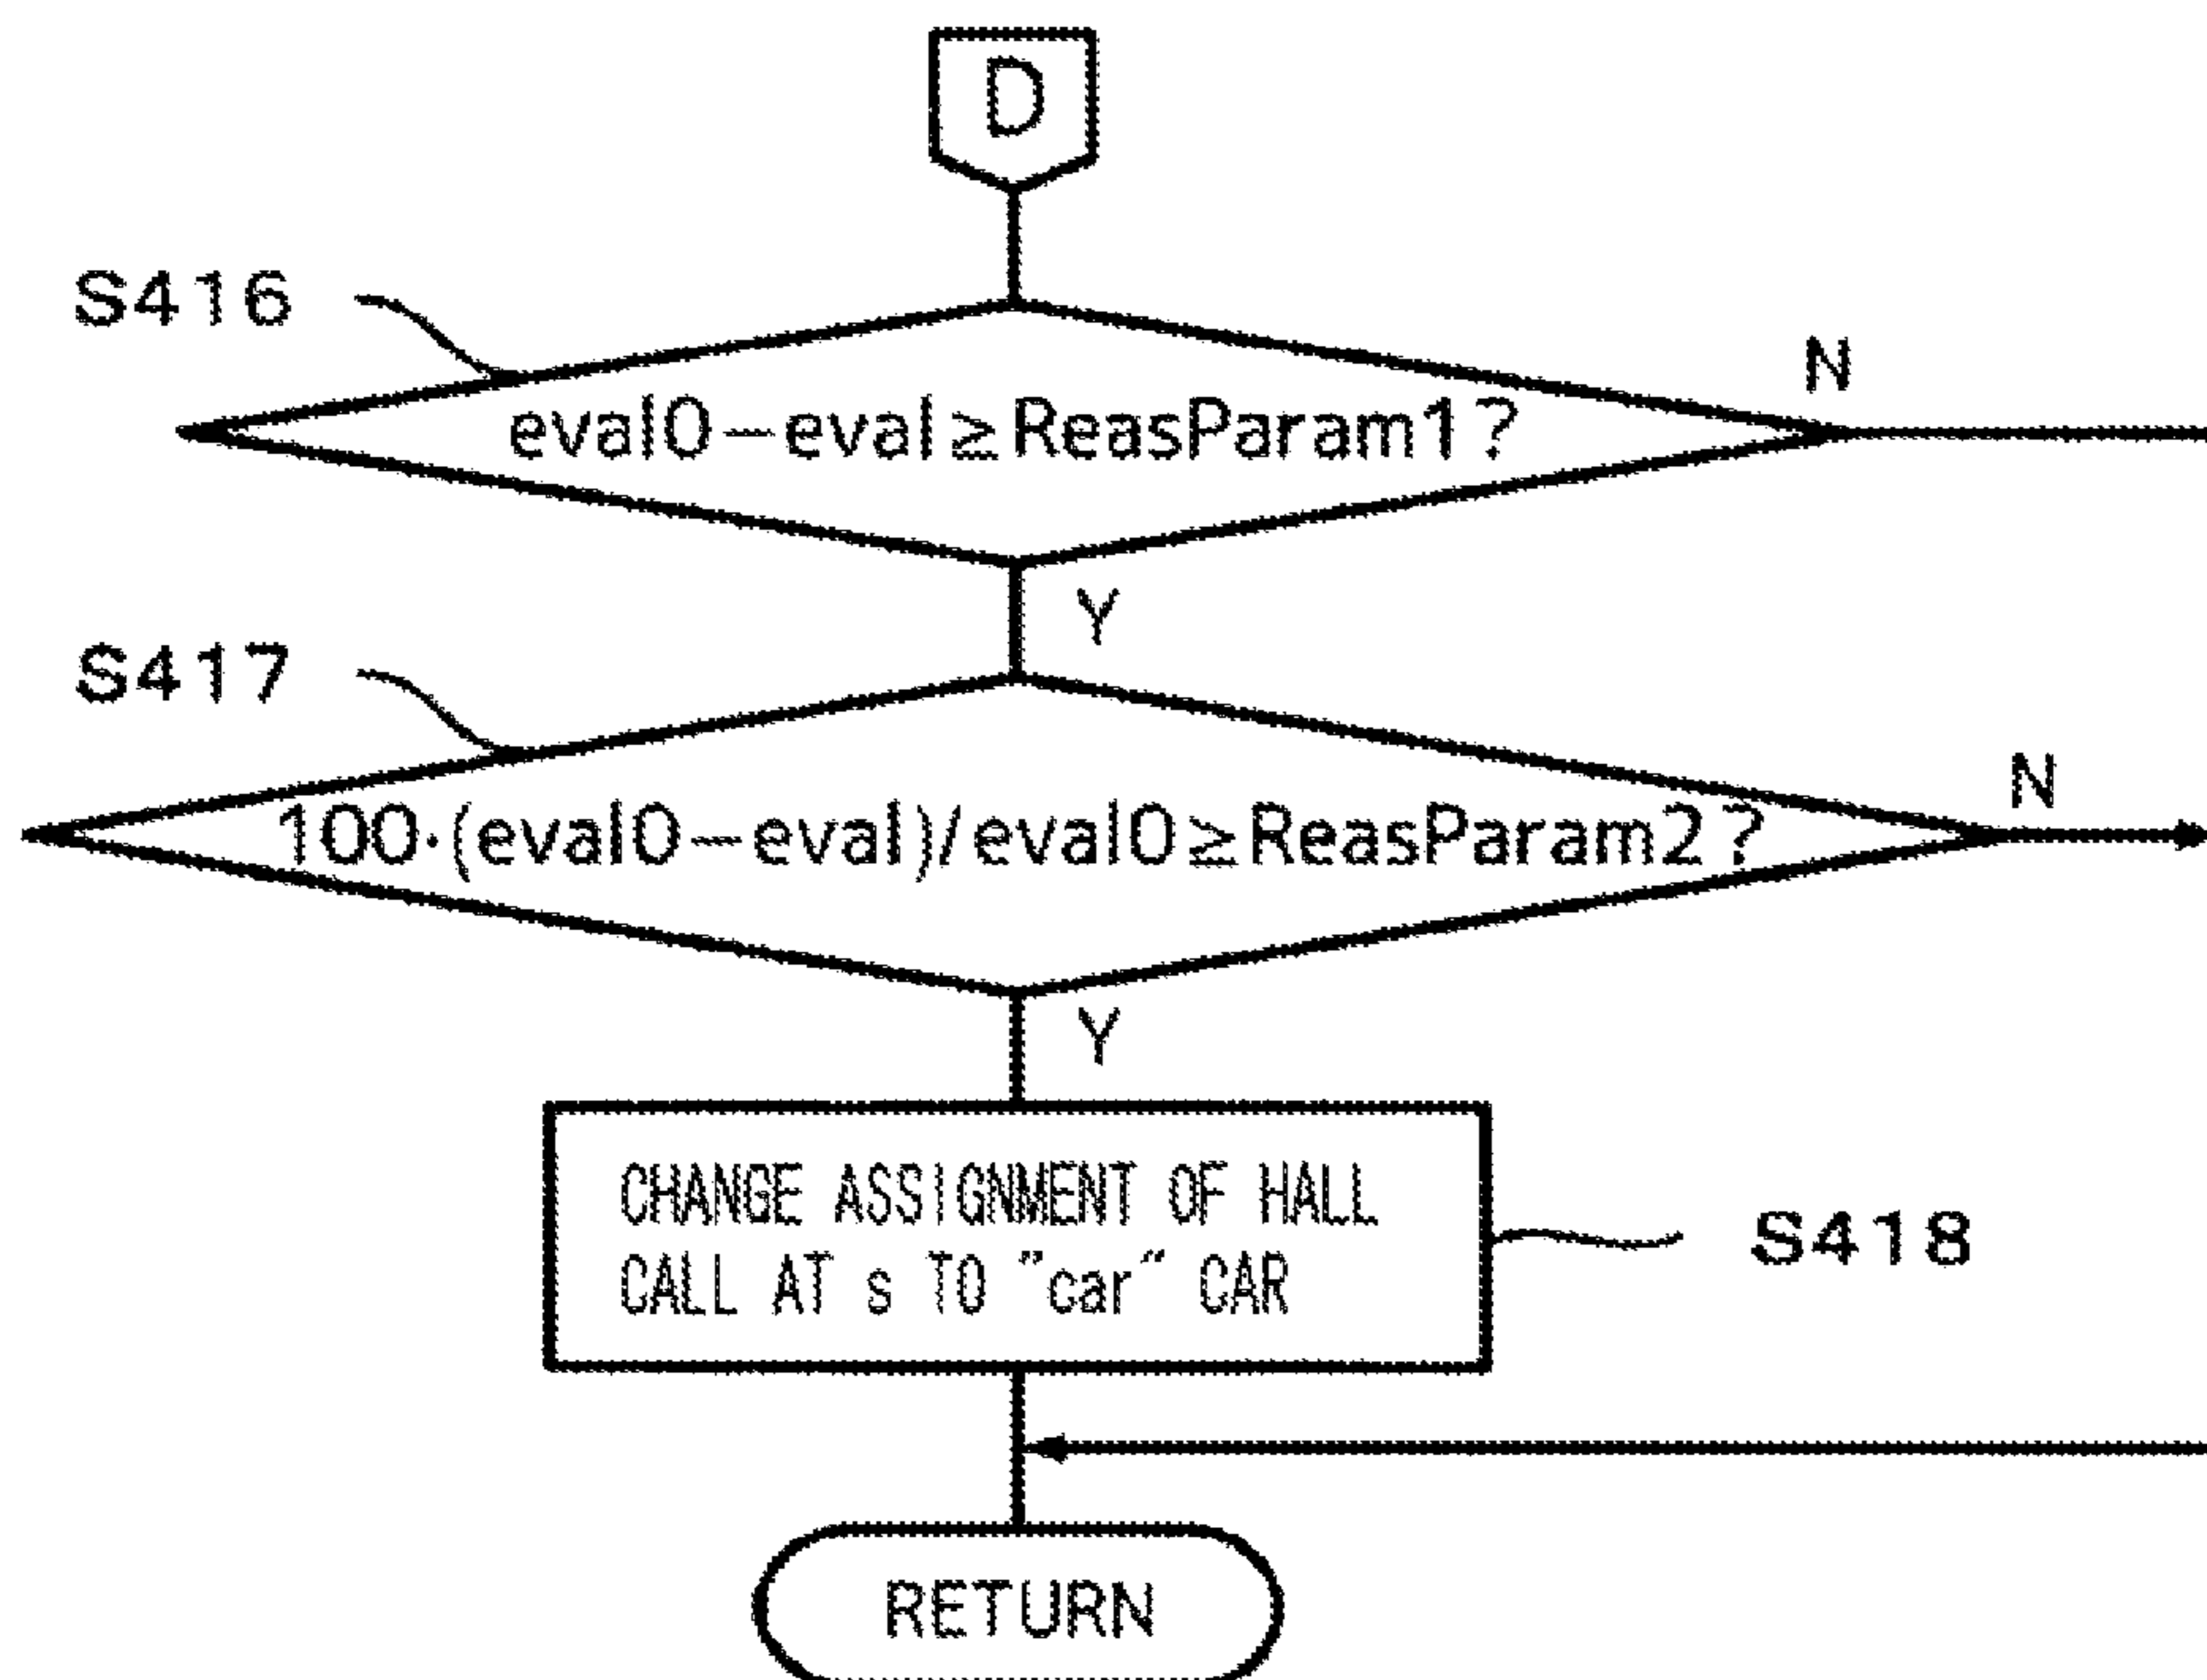 D
S416
N
eval0−eval≧ReasParam1?
Y
S417
N
100·(eval0−eval)/eval0≧ReasParam2?
Y
CHANGE ASSIGNMENT OF HALL
CALL AT s TO "car" CAR
S418
RETURN